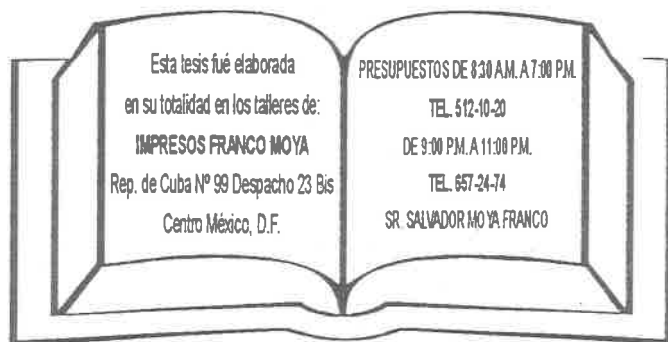 Esta tesis fué elaborada
en su totalidad en los talleres de:
IMPRESOS FRANCO MOYA
Rep. de Cuba Nº 99 Despacho 23 Bis
Centro México, D.F.
PRESUPUESTOS DE 8:30 A.M. A 7:00 P.M.
TEL. 512-10-20
DE 9:00 P.M. A 11:00 P.M.
TEL. 657-24-74
SR. SALVADOR MOYA FRANCO